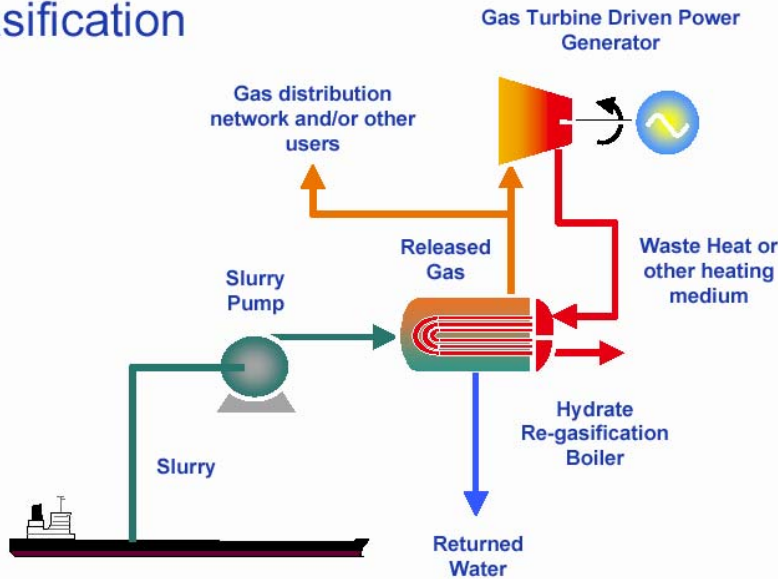 sification
Gas Turbine Driven Power
Generator
Gas distribution
network and/or other
users
Released
Gas
Waste Heat or
other heating
medium
Slurry
Pump
Hydrate
Re-gasification
Boiler
Slurry
Returned
Water